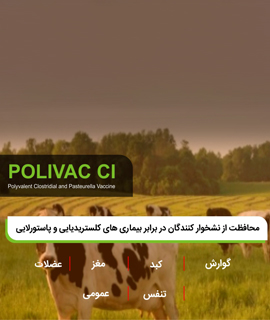 POLIVAC CI
Polyvalent Clostridial and Pasteurella Vaccine
محافظت از نشخوار کنندگان در برابر بیماری های کلستریدیایی و پاستورلایی
گوارش | کبد | مغز | عضلات
تنفس | عمومی